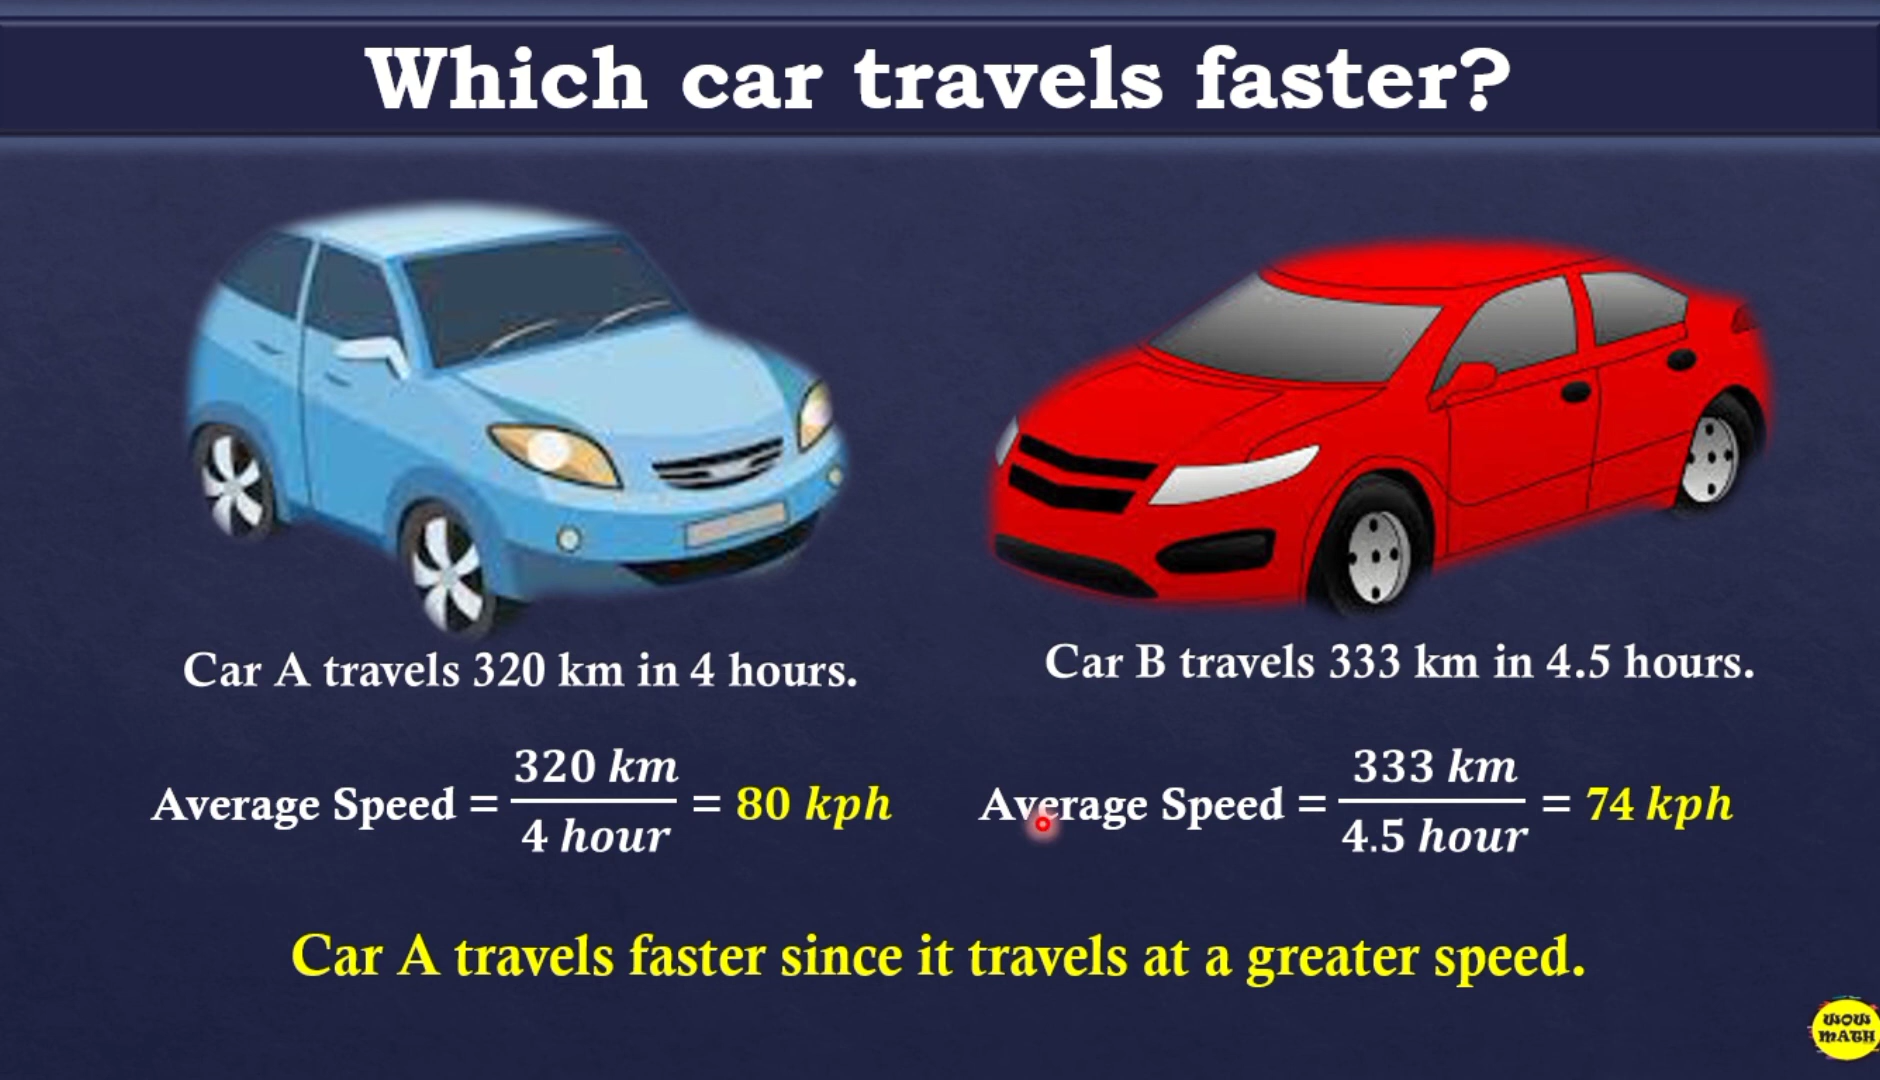 Which car travels faster?
Car A travels 320 km in 4 hours.
Average Speed = 320 km / 4 hour = 80 kph
Car B travels 333 km in 4.5 hours.
Average Speed = 333 km / 4.5 hour = 74 kph
Car A travels faster since it travels at a greater speed.
WOW
MATH